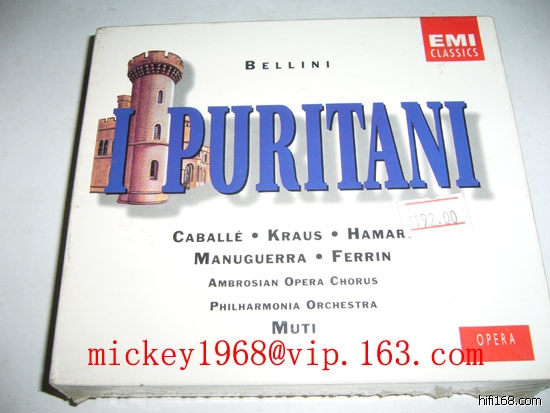 EMI
CLASSICS
BELLINI
I PURITANI
CABALLÉ • KRAUS • HAMAR
192.00
MANUGUERRA • FERRIN
AMBROSIAN OPERA CHORUS
PHILHARMONIA ORCHESTRA
MUTI
OPERA
mickey1968@vip.163.com
hifi168.com